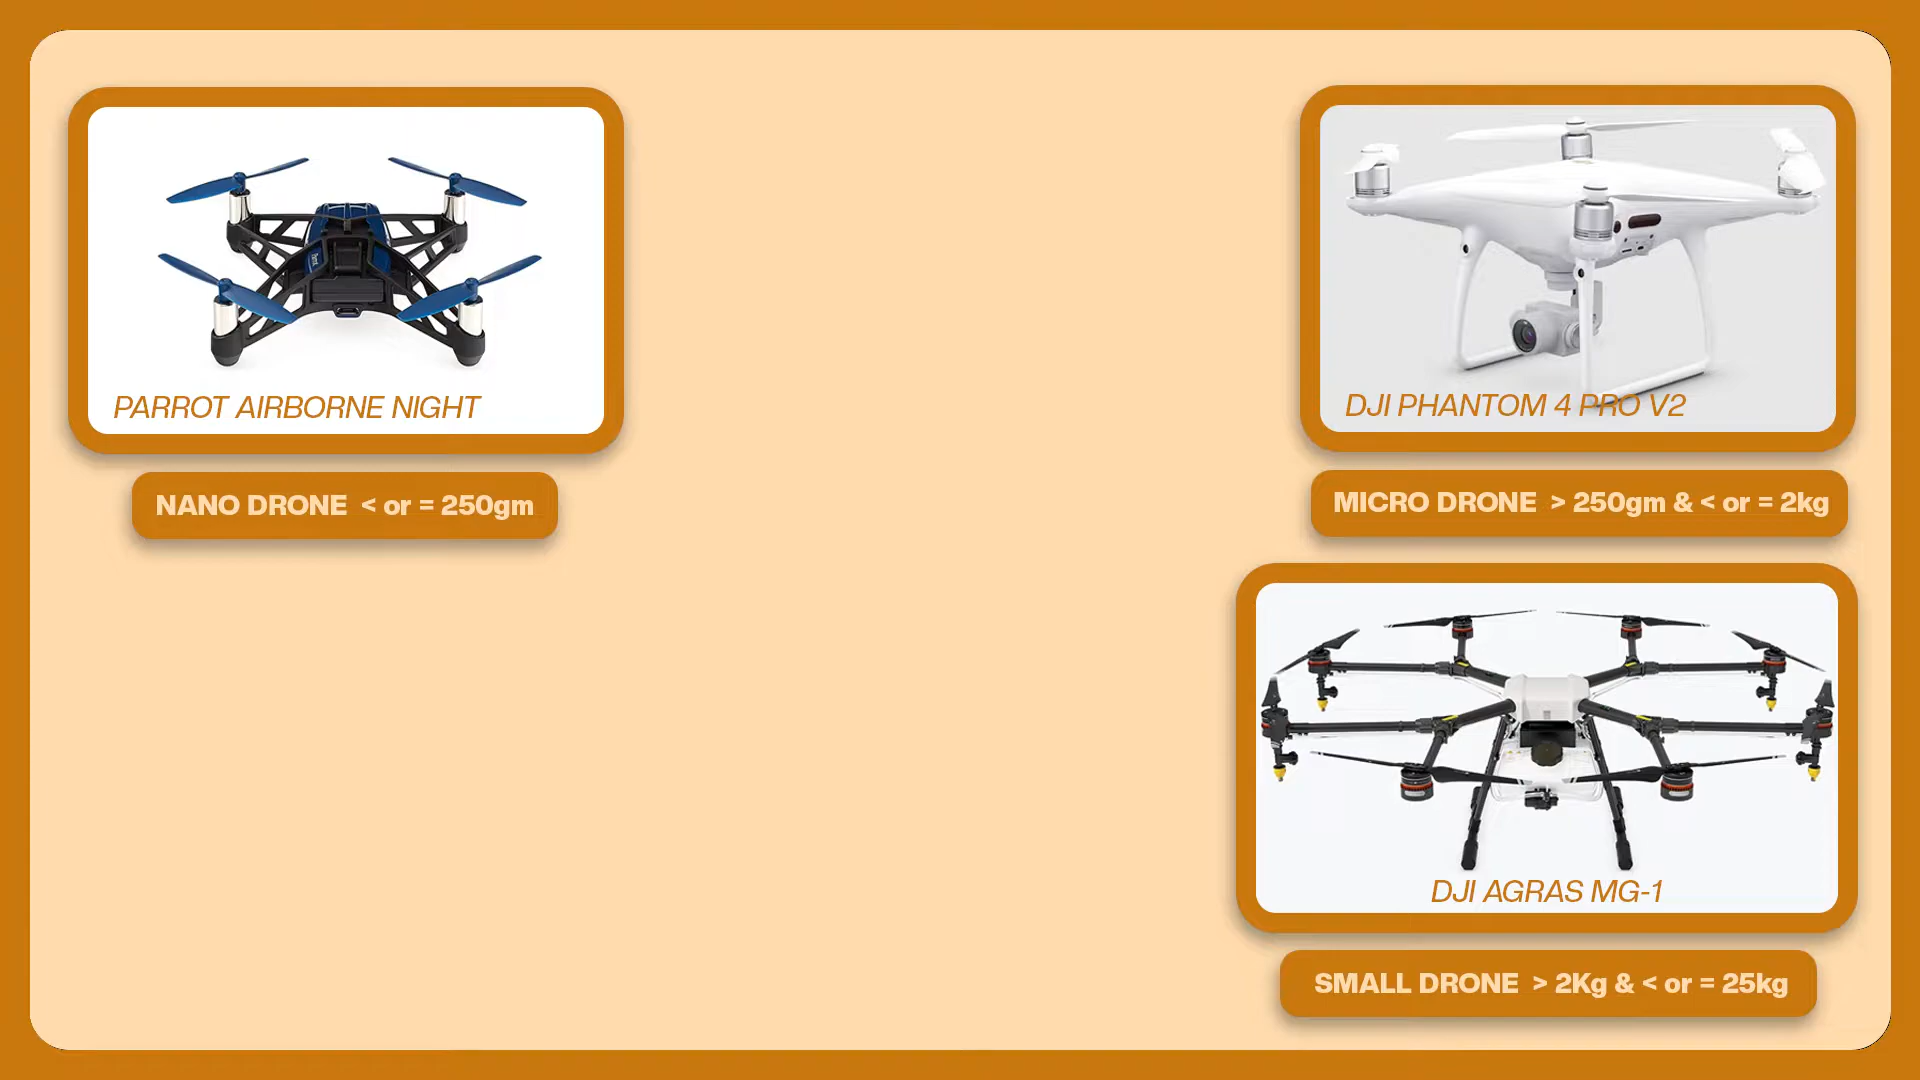 PARROT AIRBORNE NIGHT
NANO DRONE < or = 250gm
DJI PHANTOM 4 PRO V2
MICRO DRONE > 250gm & < or = 2kg
DJI AGRAS MG-1
SMALL DRONE > 2Kg & < or = 25kg